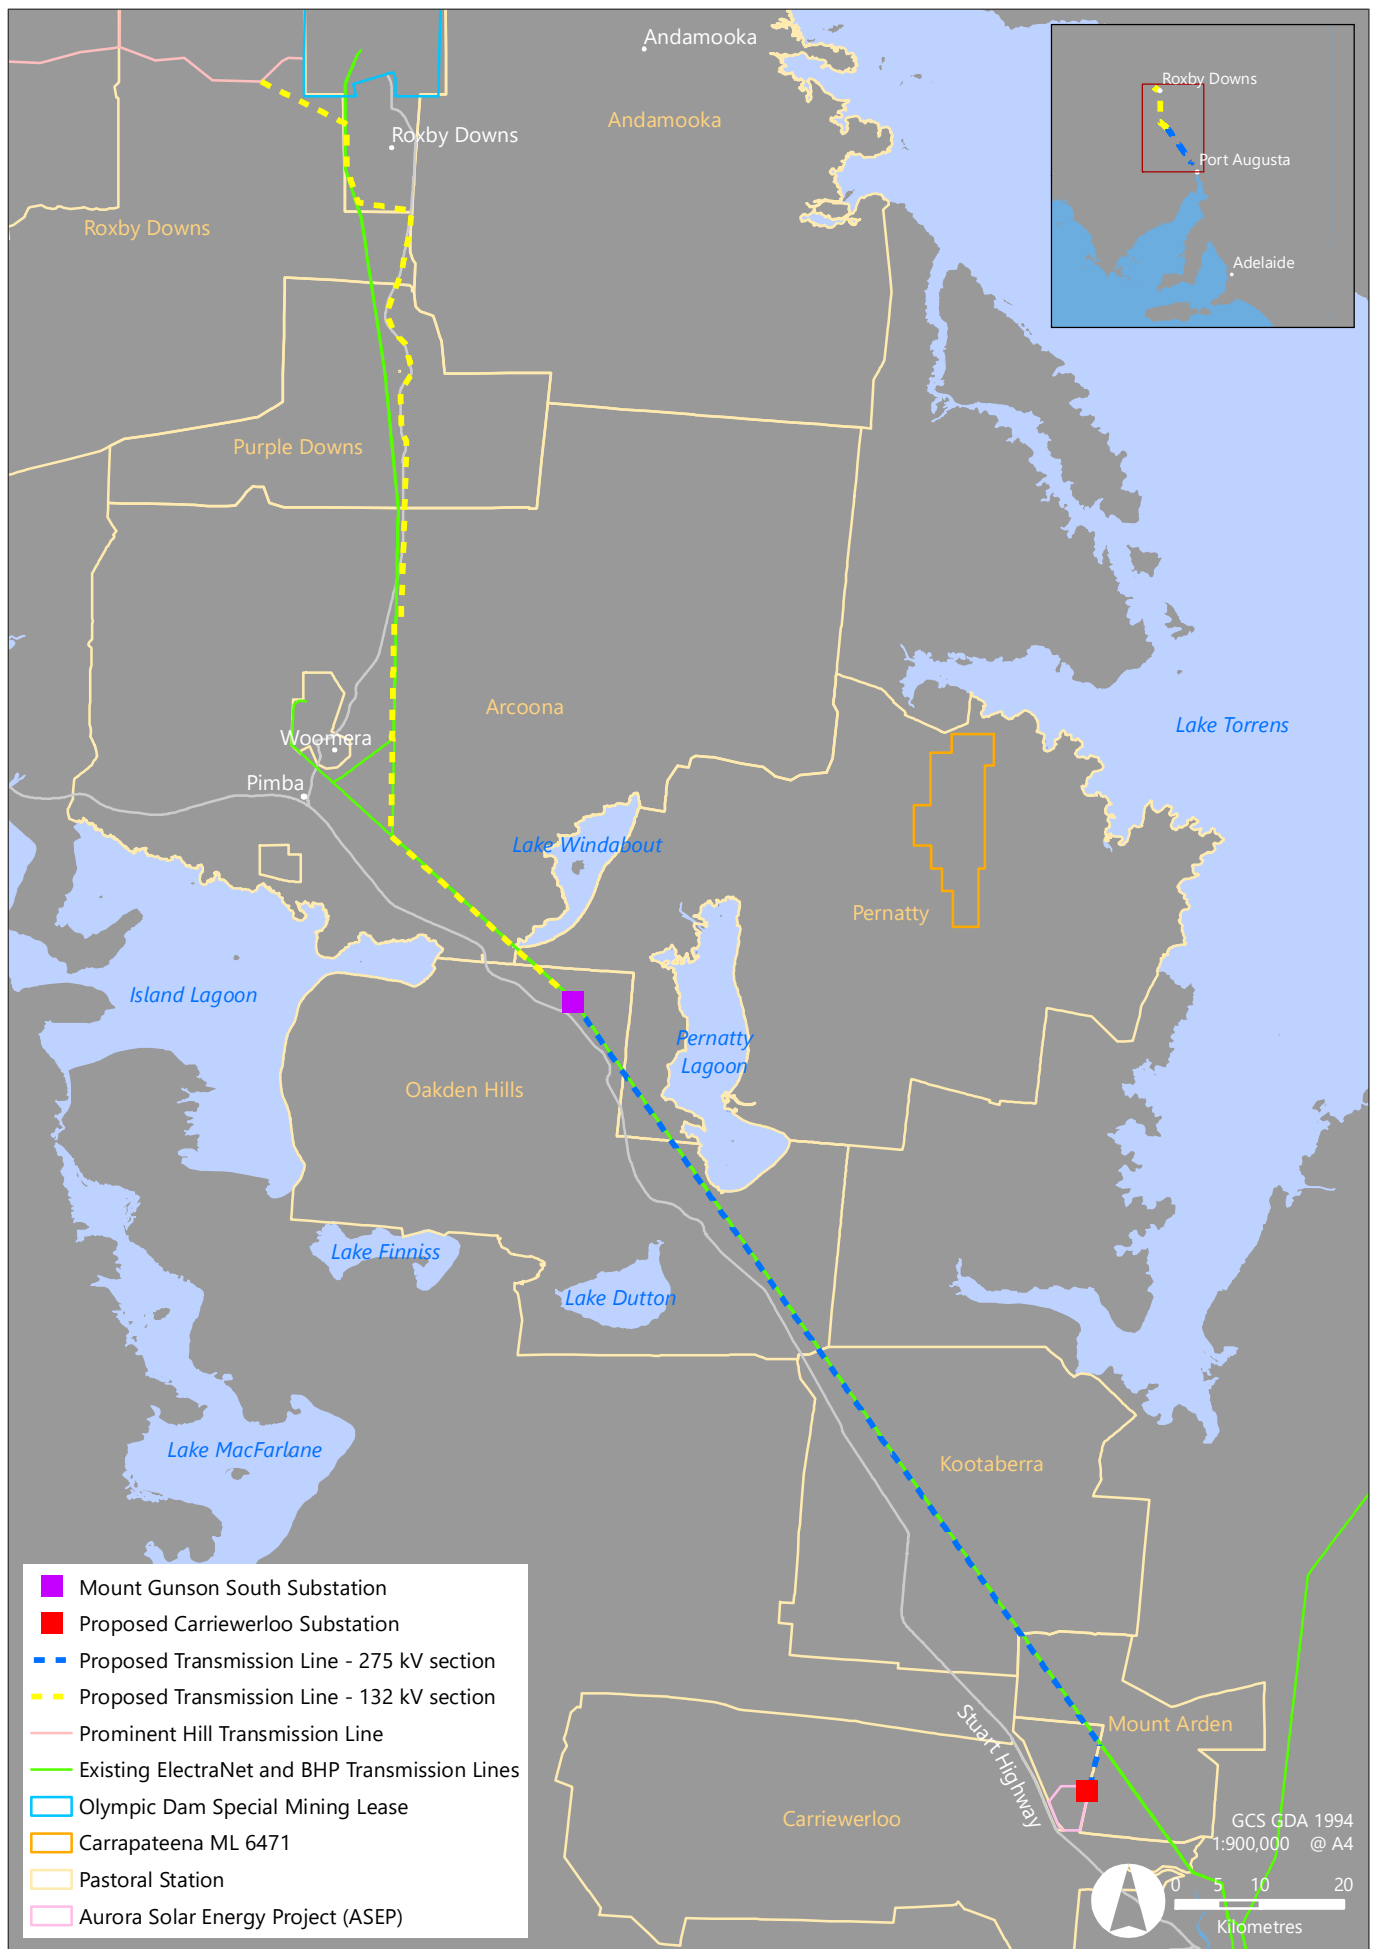 Andamooka
Andamooka
Roxby Downs
Roxby Downs
Roxby Downs
Port Augusta
Adelaide
Purple Downs
Arcoona
Lake Torrens
Woomera
Pimba
Lake Windabout
Pernatty
Island Lagoon
Pernatty
Lagoon
Oakden Hills
Lake Finniss
Lake Dutton
Lake MacFarlane
Kootaberra
Mount Arden
Stuart Highway
Carriewerloo
Mount Gunson South Substation
Proposed Carriewerloo Substation
Proposed Transmission Line - 275 kV section
Proposed Transmission Line - 132 kV section
Prominent Hill Transmission Line
Existing ElectraNet and BHP Transmission Lines
Olympic Dam Special Mining Lease
Carrapateena ML 6471
Pastoral Station
Aurora Solar Energy Project (ASEP)
GCS GDA 1994
1:900,000 @ A4
0 5 10 20
Kilometres